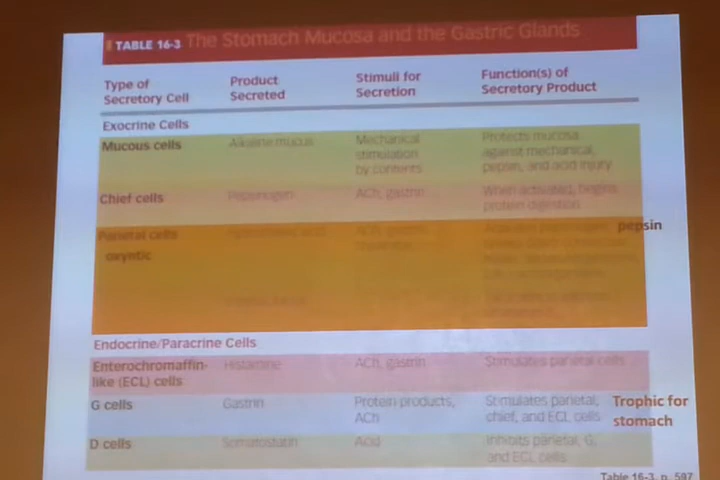 TABLE 16-3 The Stomach Mucosa and the Gastric Glands
Type of Secretory Cell Product Secreted Stimuli for Secretion Function(s) of Secretory Product
Exocrine Cells
Mucous cells Alkaline mucus Mechanical stimulation by contents Protects mucosa against mechanical, pepsin, and acid injury
Chief cells Pepsinogen ACh, gastrin When activated, begins protein digestion
Parietal cells
oxyntic
pepsin
Endocrine/Paracrine Cells
Enterochromaffin-like (ECL) cells Histamine ACh, gastrin Stimulates parietal cells
G cells Gastrin Protein products, ACh Stimulates parietal, chief, and ECL cells
Trophic for stomach
D cells Somatostatin Acid Inhibits parietal, G, and ECL cells
Table 16-3, p. 597